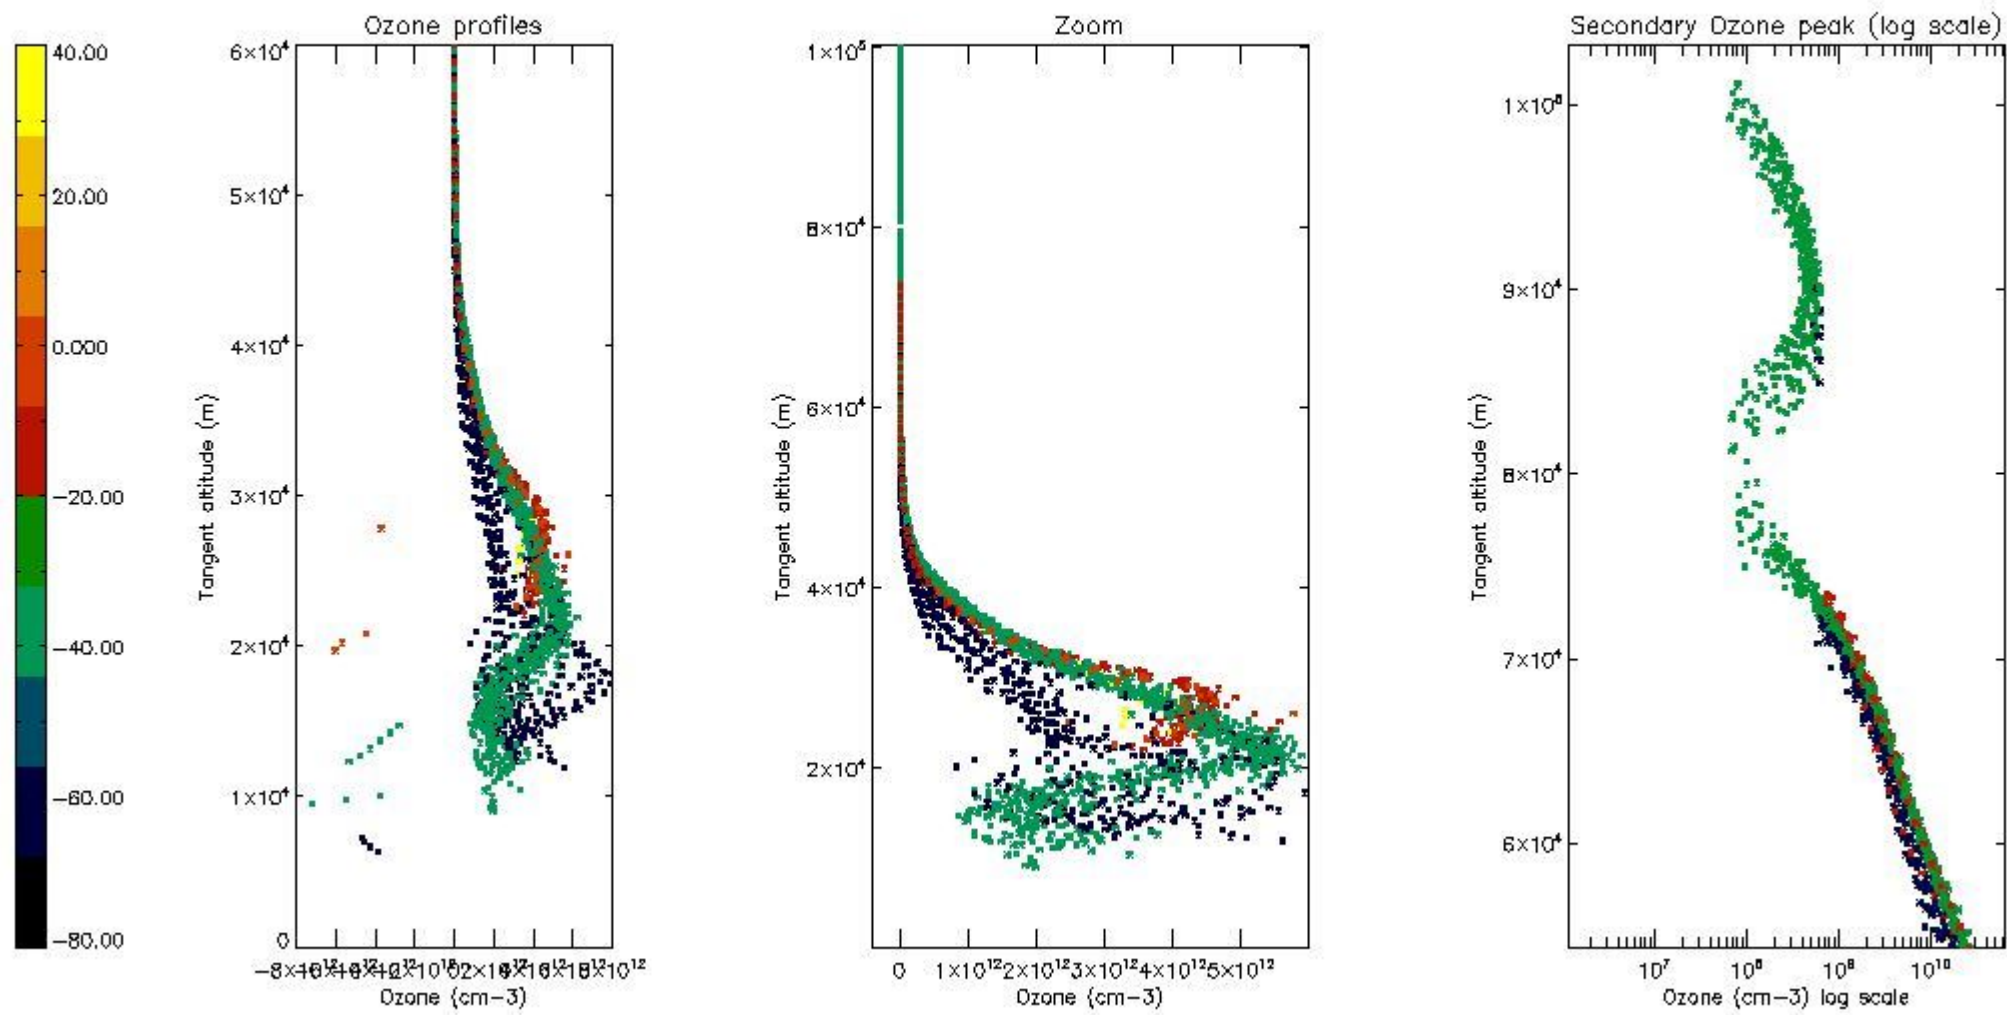 Ozone profiles
Zoom
Secondary Ozone peak (log scale)
40.00
20.00
0.000
−20.00
−40.00
−60.00
−80.00
6×10⁴
5×10⁴
4×10⁴
3×10⁴
2×10⁴
1×10⁴
0
Tangent altitude (m)
Ozone (cm−3)
1×10⁵
8×10⁴
6×10⁴
4×10⁴
2×10⁴
Tangent altitude (m)
0 1×10¹² 2×10¹² 3×10¹² 4×10¹² 5×10¹²
Ozone (cm−3)
9×10⁴
8×10⁴
7×10⁴
6×10⁴
Tangent altitude (m)
10⁷ 10⁸ 10⁹ 10¹⁰
Ozone (cm−3) log scale